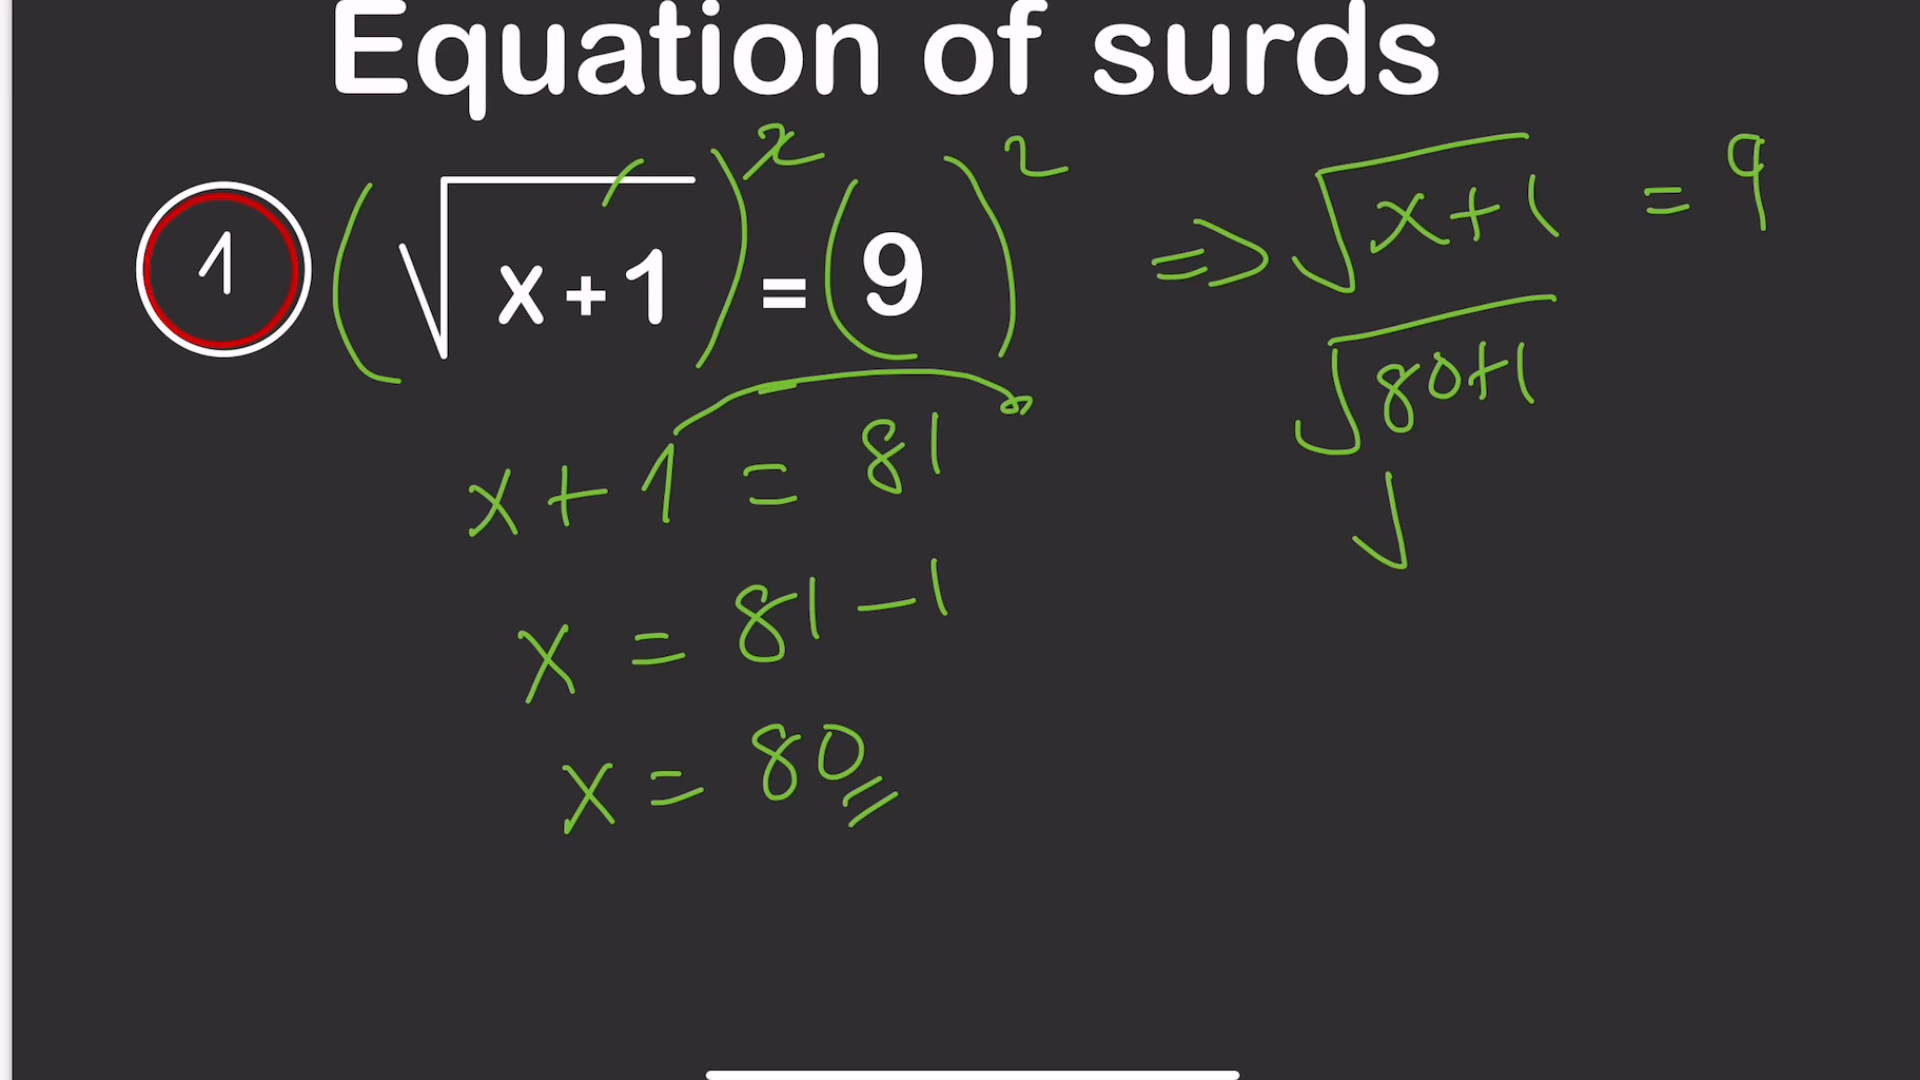 Equation of surds
1 (√x+1)² = (9)²
x + 1 = 81
x = 81 - 1
x = 80
⇒ √x+1 = 9
√80+1
√